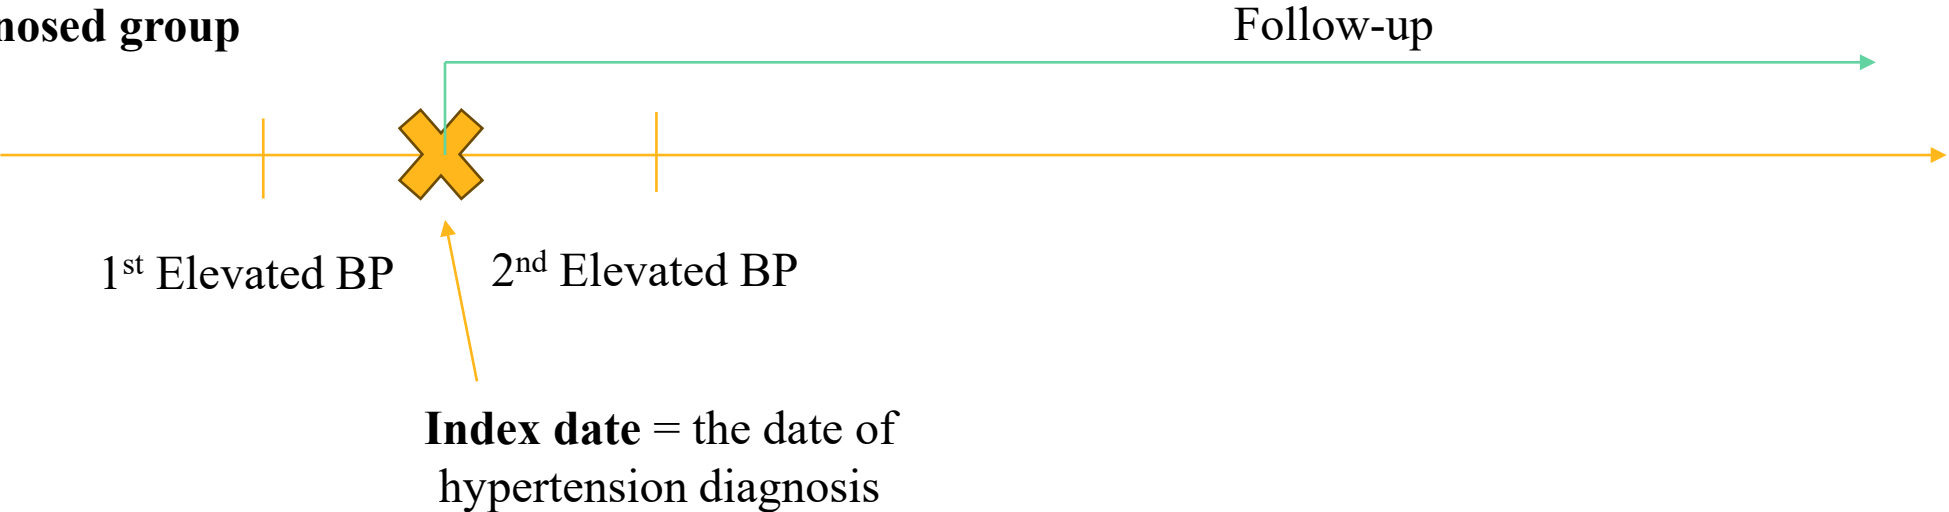 nosed group
Follow-up
1st Elevated BP
2nd Elevated BP
Index date = the date of
hypertension diagnosis